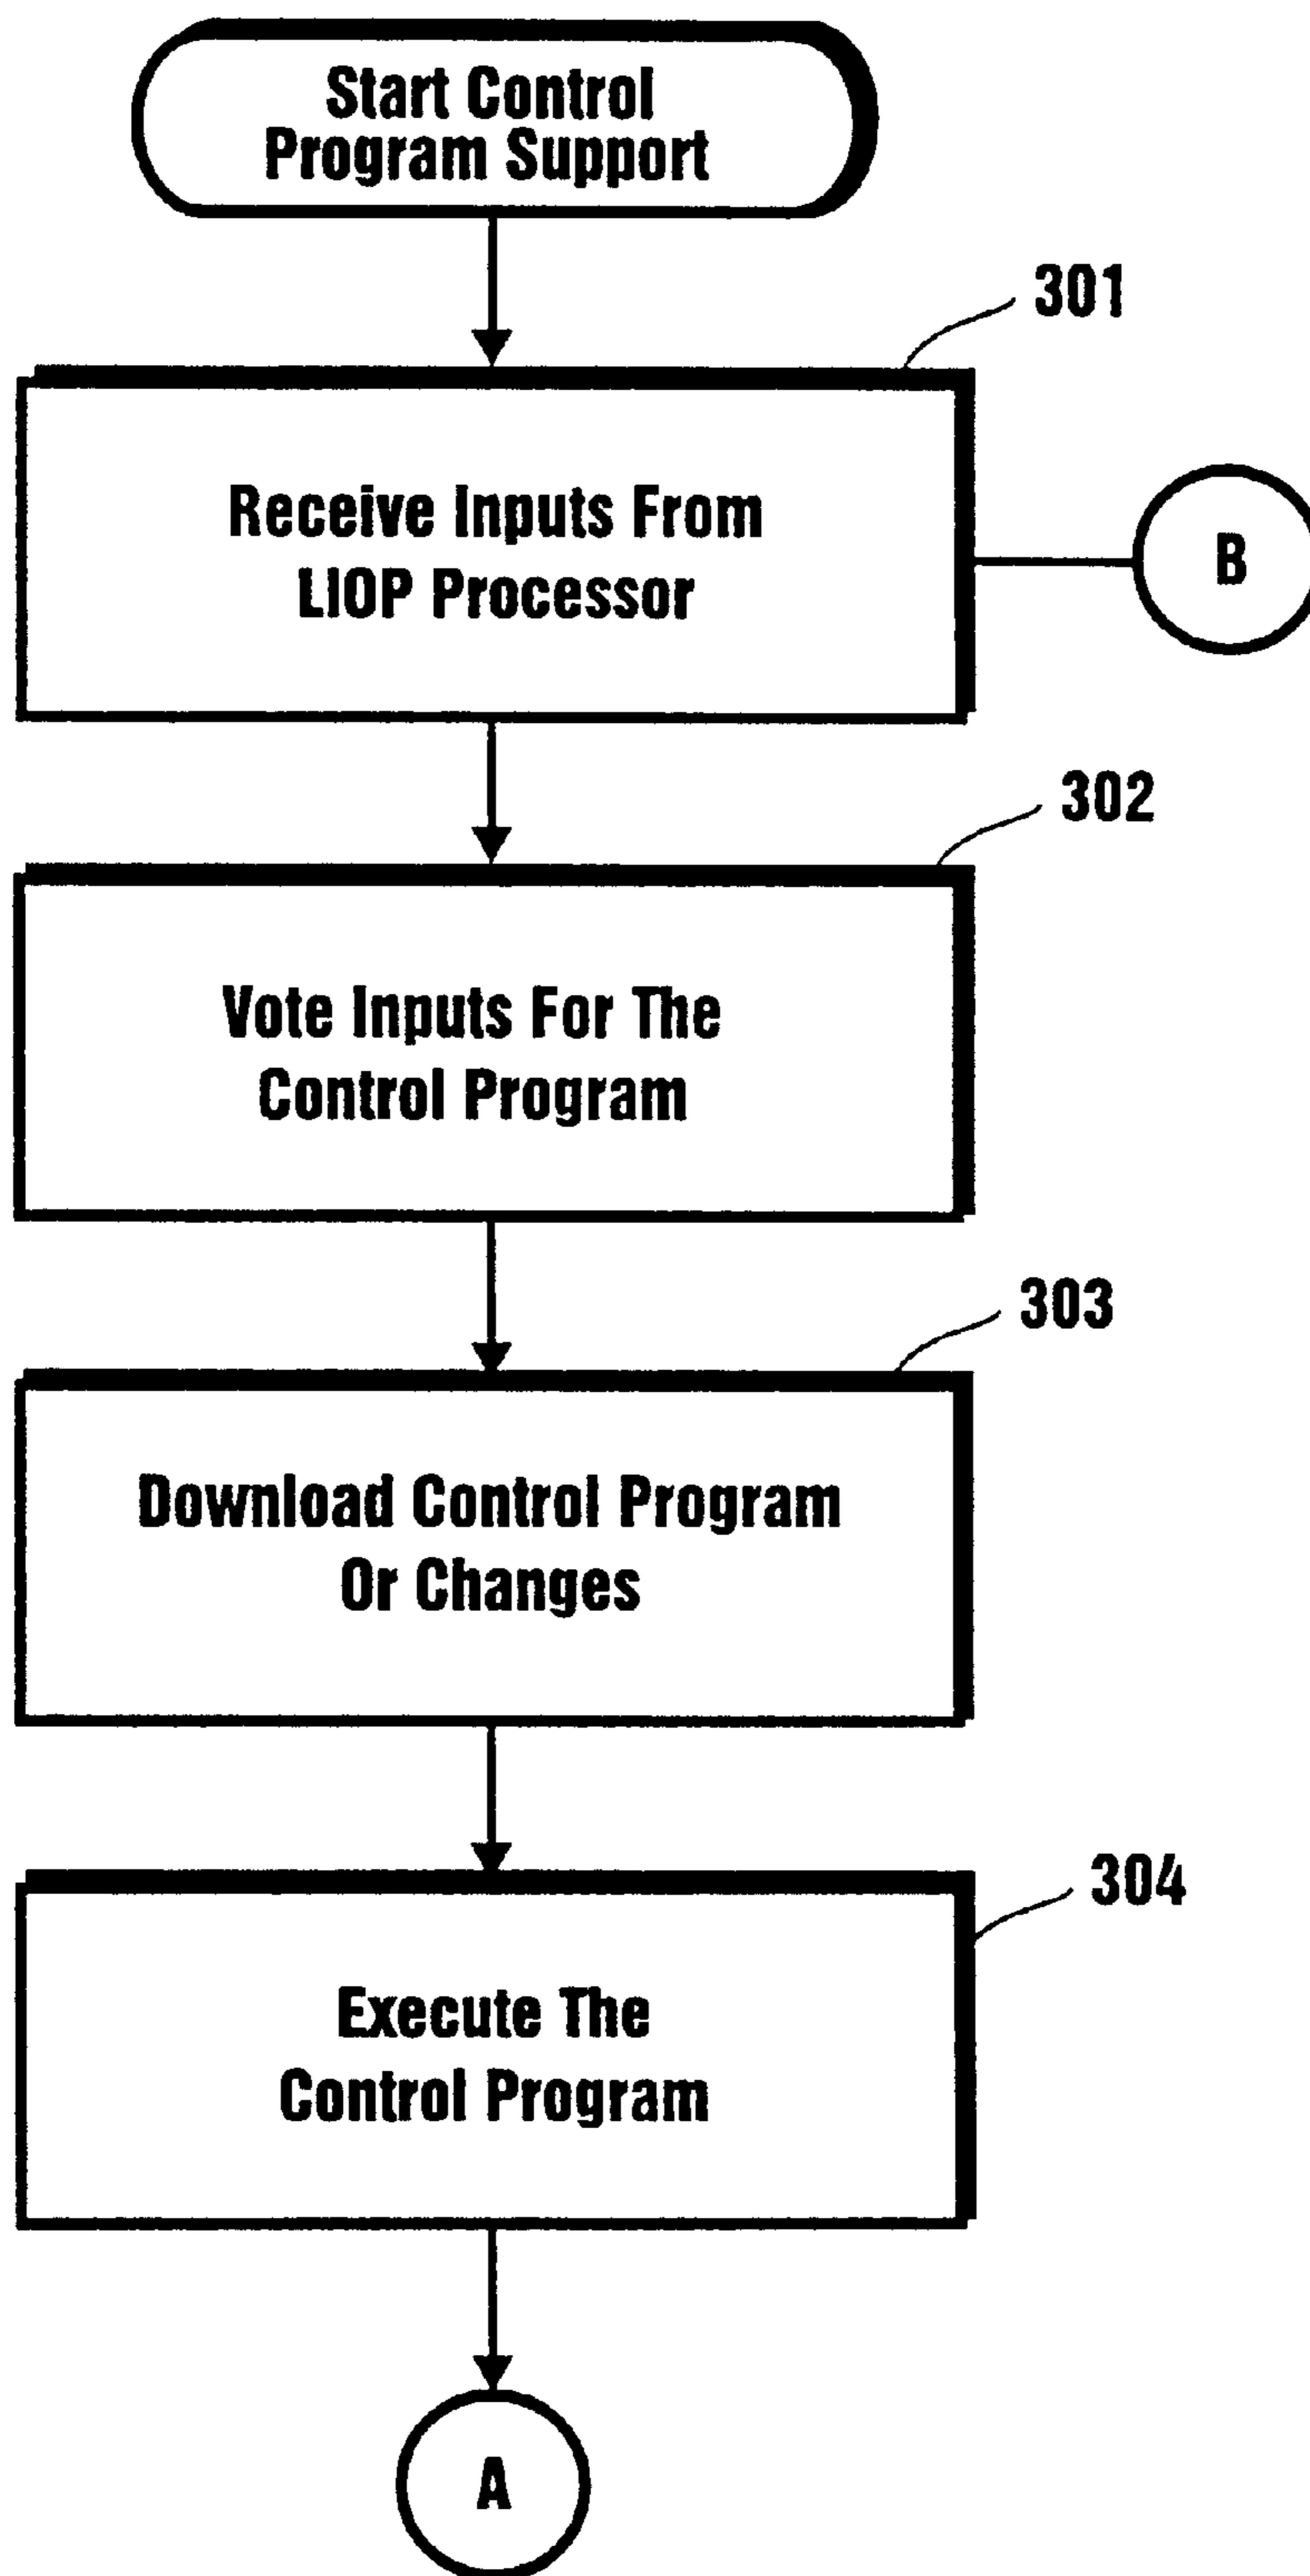 Start Control
Program Support
301
Receive Inputs From
LIOP Processor
B
302
Vote Inputs For The
Control Program
303
Download Control Program
Or Changes
304
Execute The
Control Program
A